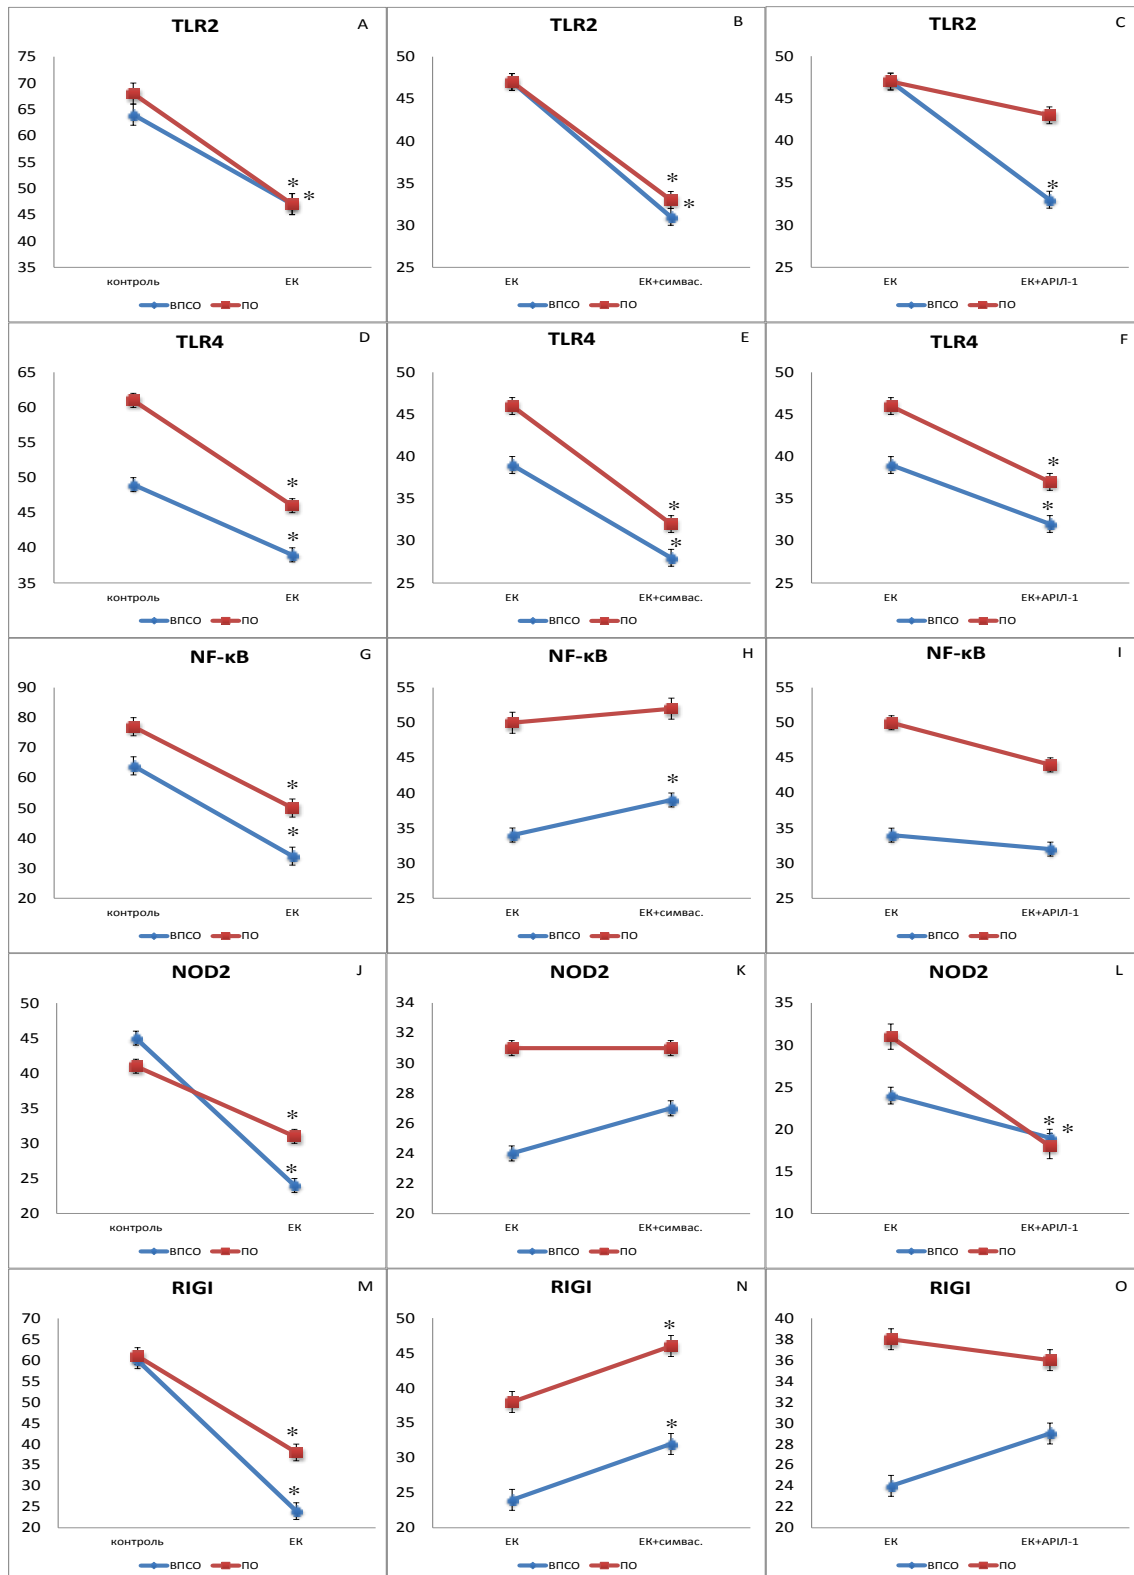 TLR2 A
75
70
65
60
55
50
45
40
35
* *
контроль ЕК
ВПСО ПО
TLR2 B
50
45
40
35
30
25
* *
ЕК ЕК+симвас.
ВПСО ПО
TLR2 C
50
45
40
35
30
25
*
ЕК ЕК+АРІЛ-1
ВПСО ПО
TLR4 D
65
60
55
50
45
40
35
*
*
контроль ЕК
ВПСО ПО
TLR4 E
50
45
40
35
30
25
*
*
ЕК ЕК+симвас.
ВПСО ПО
TLR4 F
50
45
40
35
30
25
*
*
ЕК ЕК+АРІЛ-1
ВПСО ПО
NF-κB G
90
80
70
60
50
40
30
20
*
*
контроль ЕК
ВПСО ПО
NF-κB H
55
50
45
40
35
30
25
*
ЕК ЕК+симвас.
ВПСО ПО
NF-κB I
55
50
45
40
35
30
25
ЕК ЕК+АРІЛ-1
ВПСО ПО
NOD2 J
50
45
40
35
30
25
20
*
*
контроль ЕК
ВПСО ПО
NOD2 K
34
32
30
28
26
24
22
20
ЕК ЕК+симвас.
ВПСО ПО
NOD2 L
35
30
25
20
15
10
* *
ЕК ЕК+АРІЛ-1
ВПСО ПО
RIGI M
70
65
60
55
50
45
40
35
30
25
20
*
*
контроль ЕК
ВПСО ПО
RIGI N
50
45
40
35
30
25
20
*
*
ЕК ЕК+симвас.
ВПСО ПО
RIGI O
40
38
36
34
32
30
28
26
24
22
20
ЕК ЕК+АРІЛ-1
ВПСО ПО